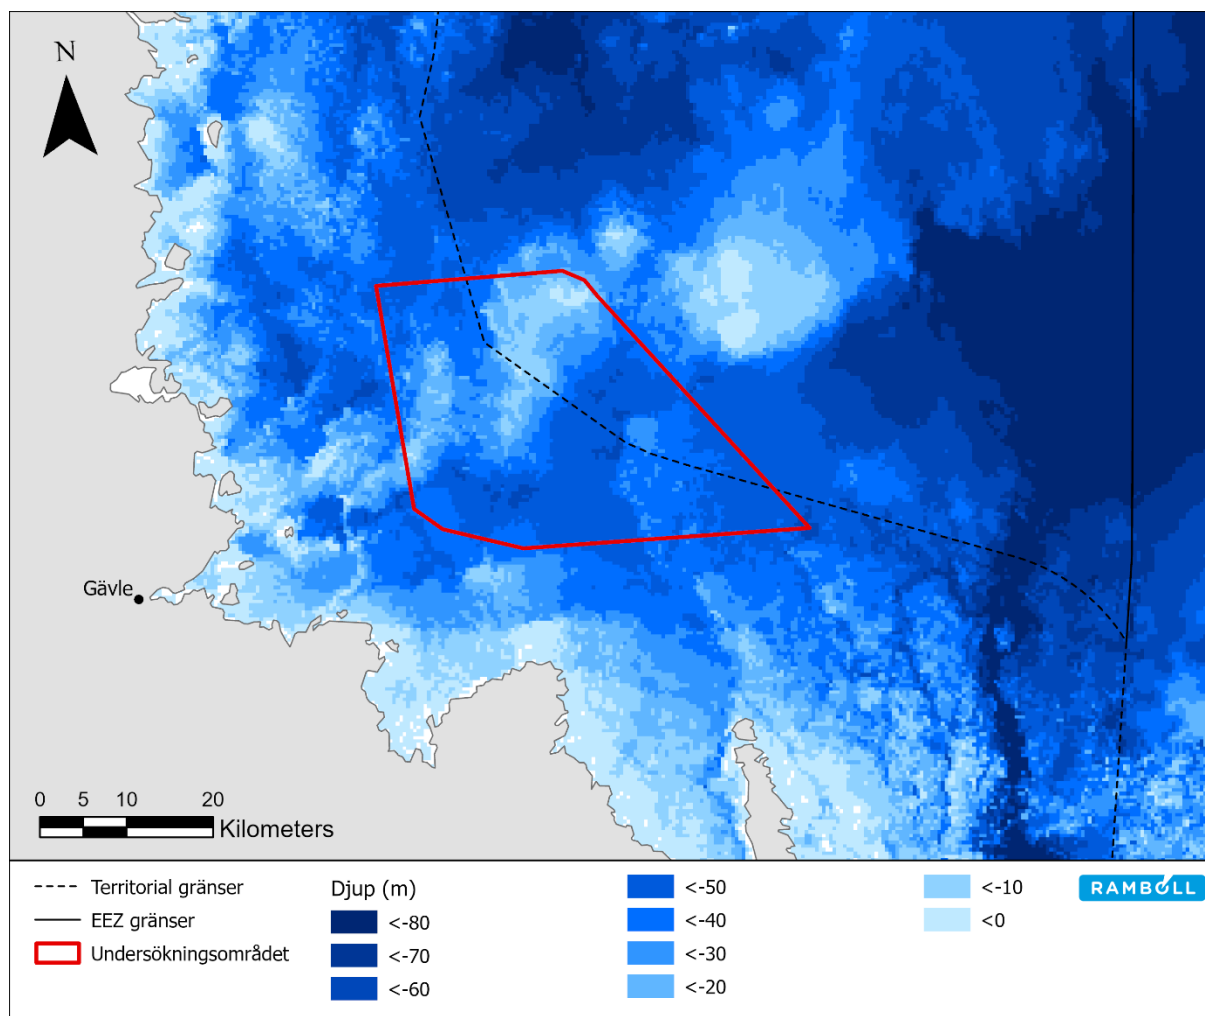 N
Gävle
0 5 10 20
Kilometers
Territorial gränser
EEZ gränser
Undersökningsområdet
Djup (m)
<-80
<-70
<-60
<-50
<-40
<-30
<-20
<-10
<0
RAMBOLL